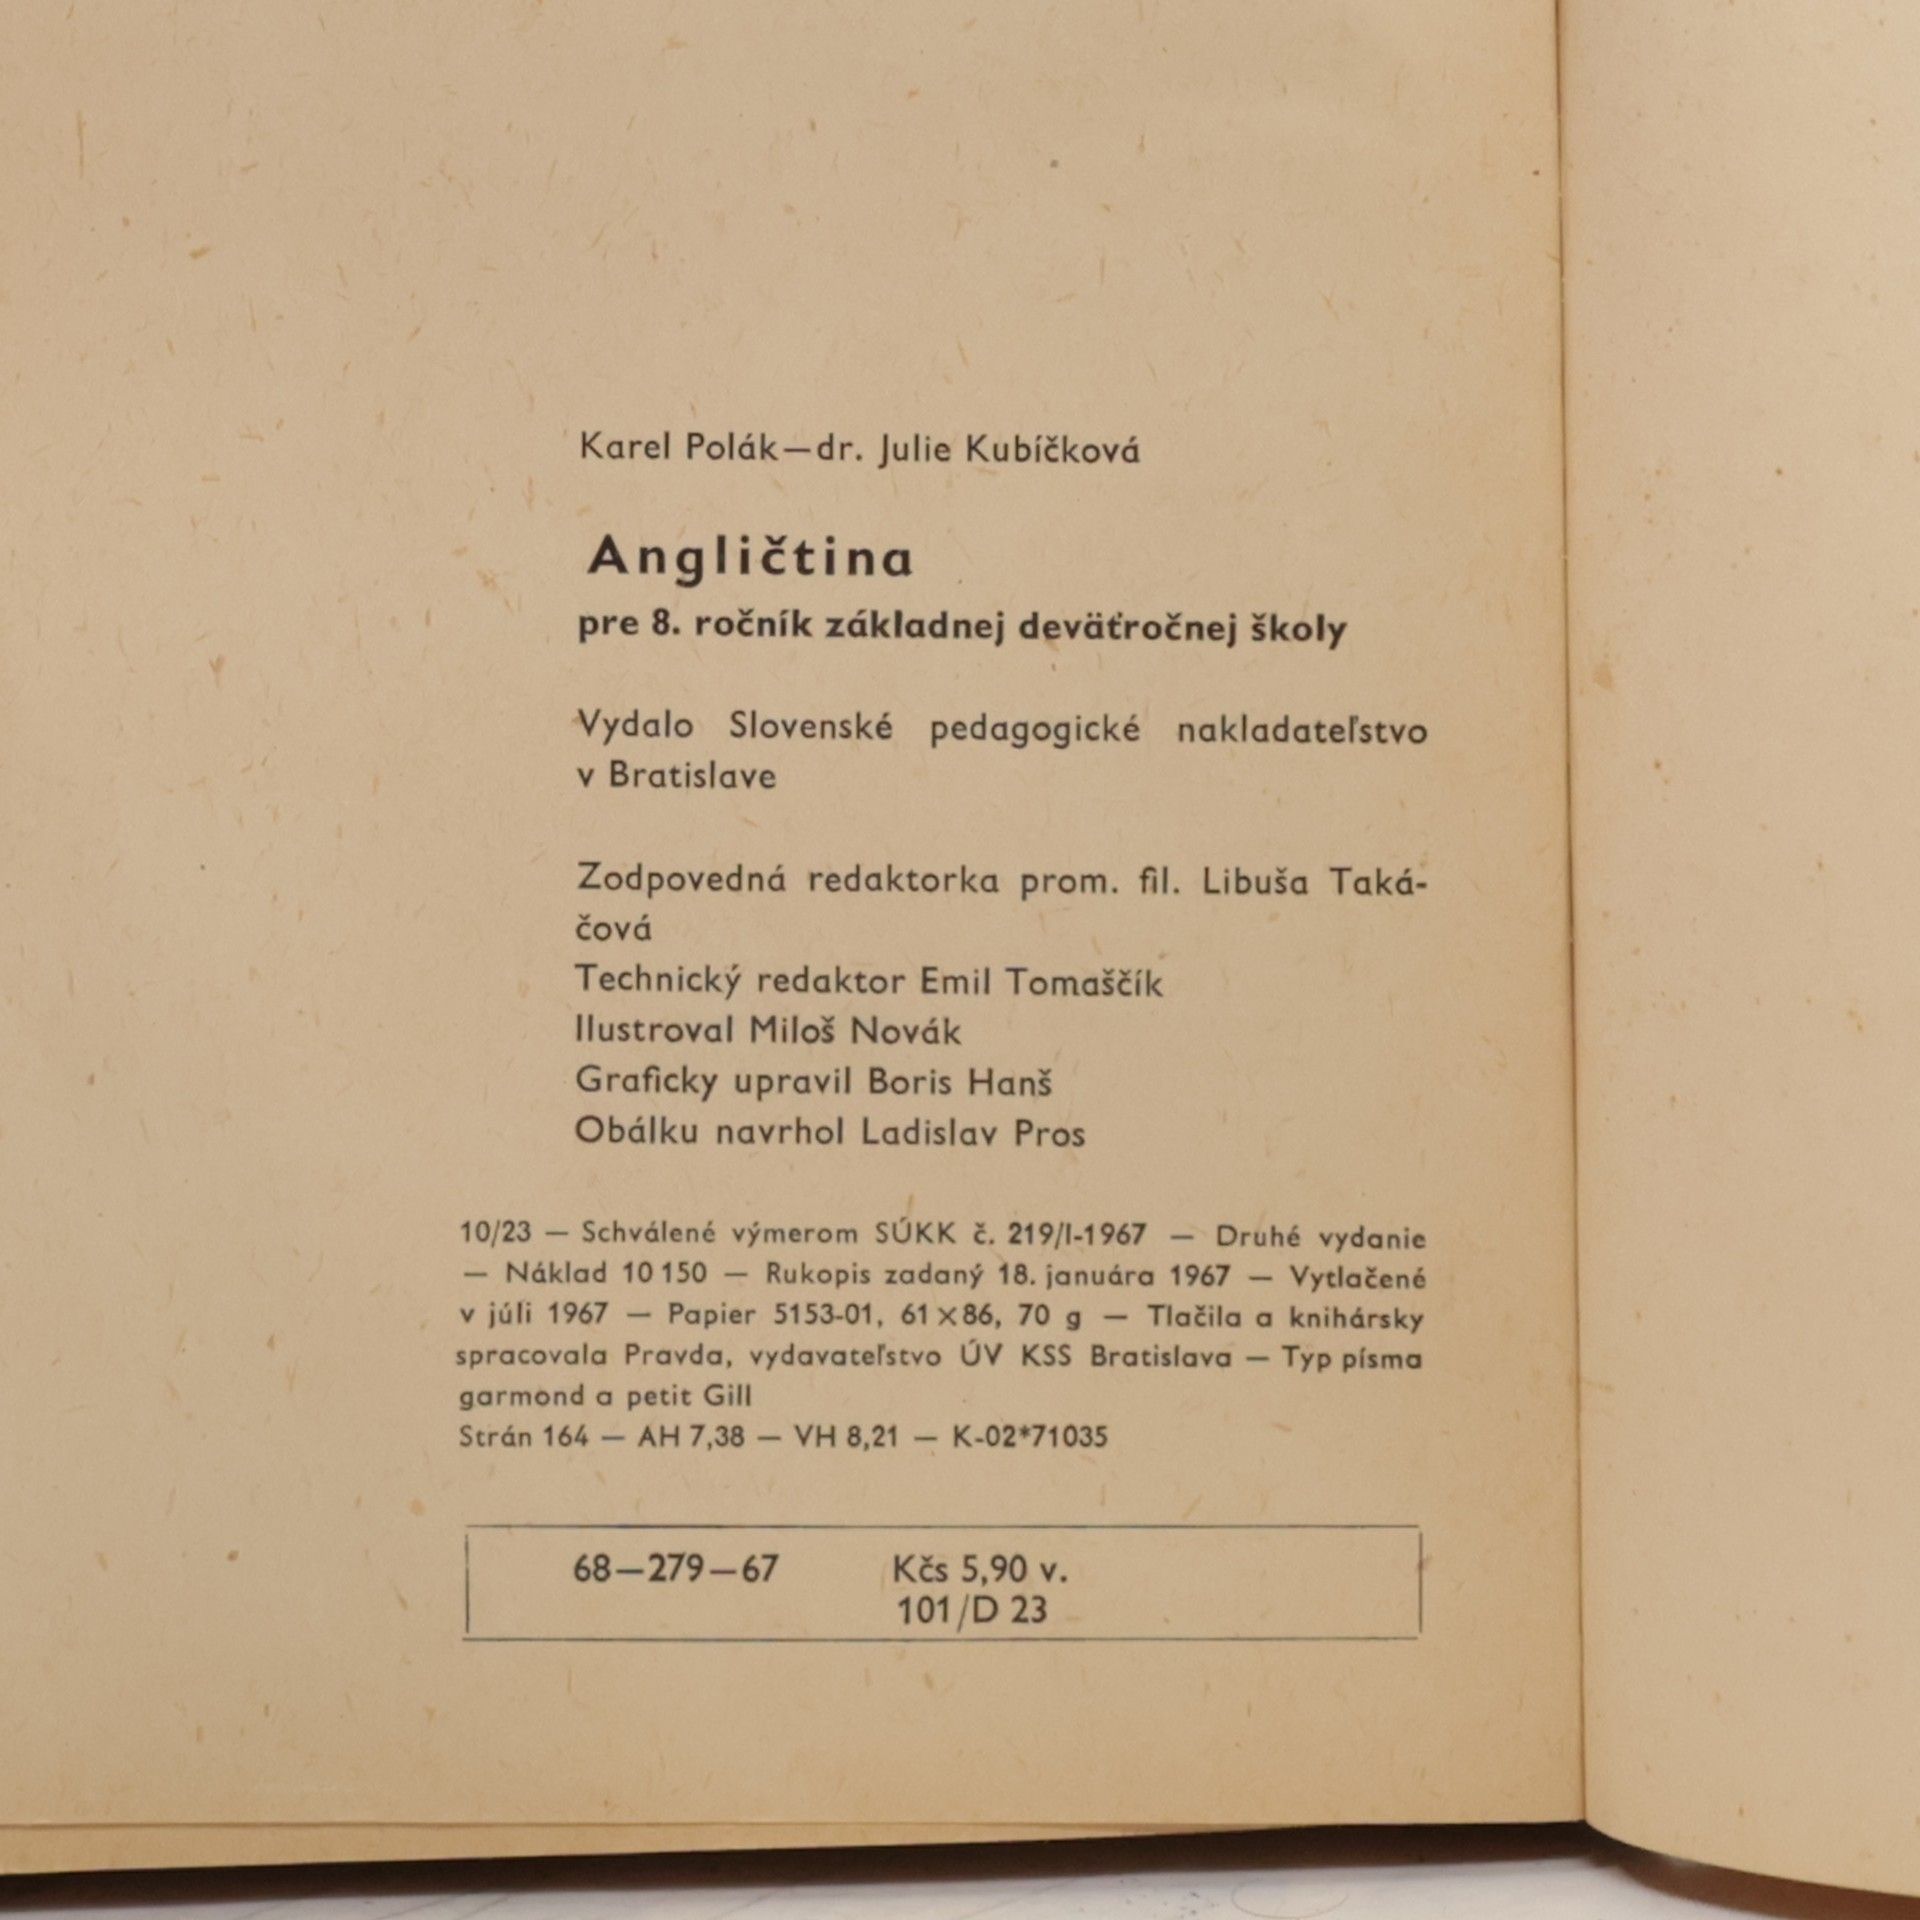 Karel Polák—dr. Julie Kubíčková
Angličtina
pre 8. ročník základnej deväťročnej školy
Vydalo Slovenské pedagogické nakladateľstvo
v Bratislave
Zodpovedná redaktorka prom. fil. Libuša Taká-
čová
Technický redaktor Emil Tomaščík
Ilustroval Miloš Novák
Graficky upravil Boris Hanš
Obálku navrhol Ladislav Pros
10/23 — Schválené výmerom SÚKK č. 219/I-1967 — Druhé vydanie
— Náklad 10 150 — Rukopis zadaný 18. januára 1967 — Vytlačené
v júli 1967 — Papier 5153-01, 61×86, 70 g — Tlačila a knihársky
spracovala Pravda, vydavateľstvo ÚV KSS Bratislava — Typ písma
garmond a petit Gill
Strán 164 — AH 7,38 — VH 8,21 — K-02*71035
68—279—67 Kčs 5,90 v.
101/D 23